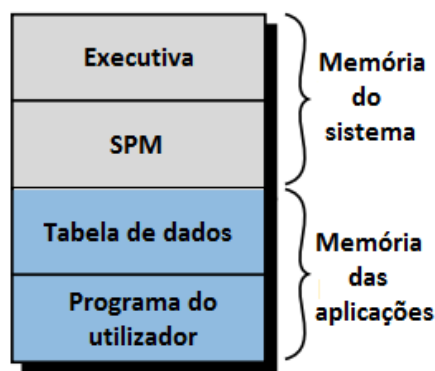 Executiva
SPM
Tabela de dados
Programa do
utilizador
Memória
do
sistema
Memória
das
aplicações